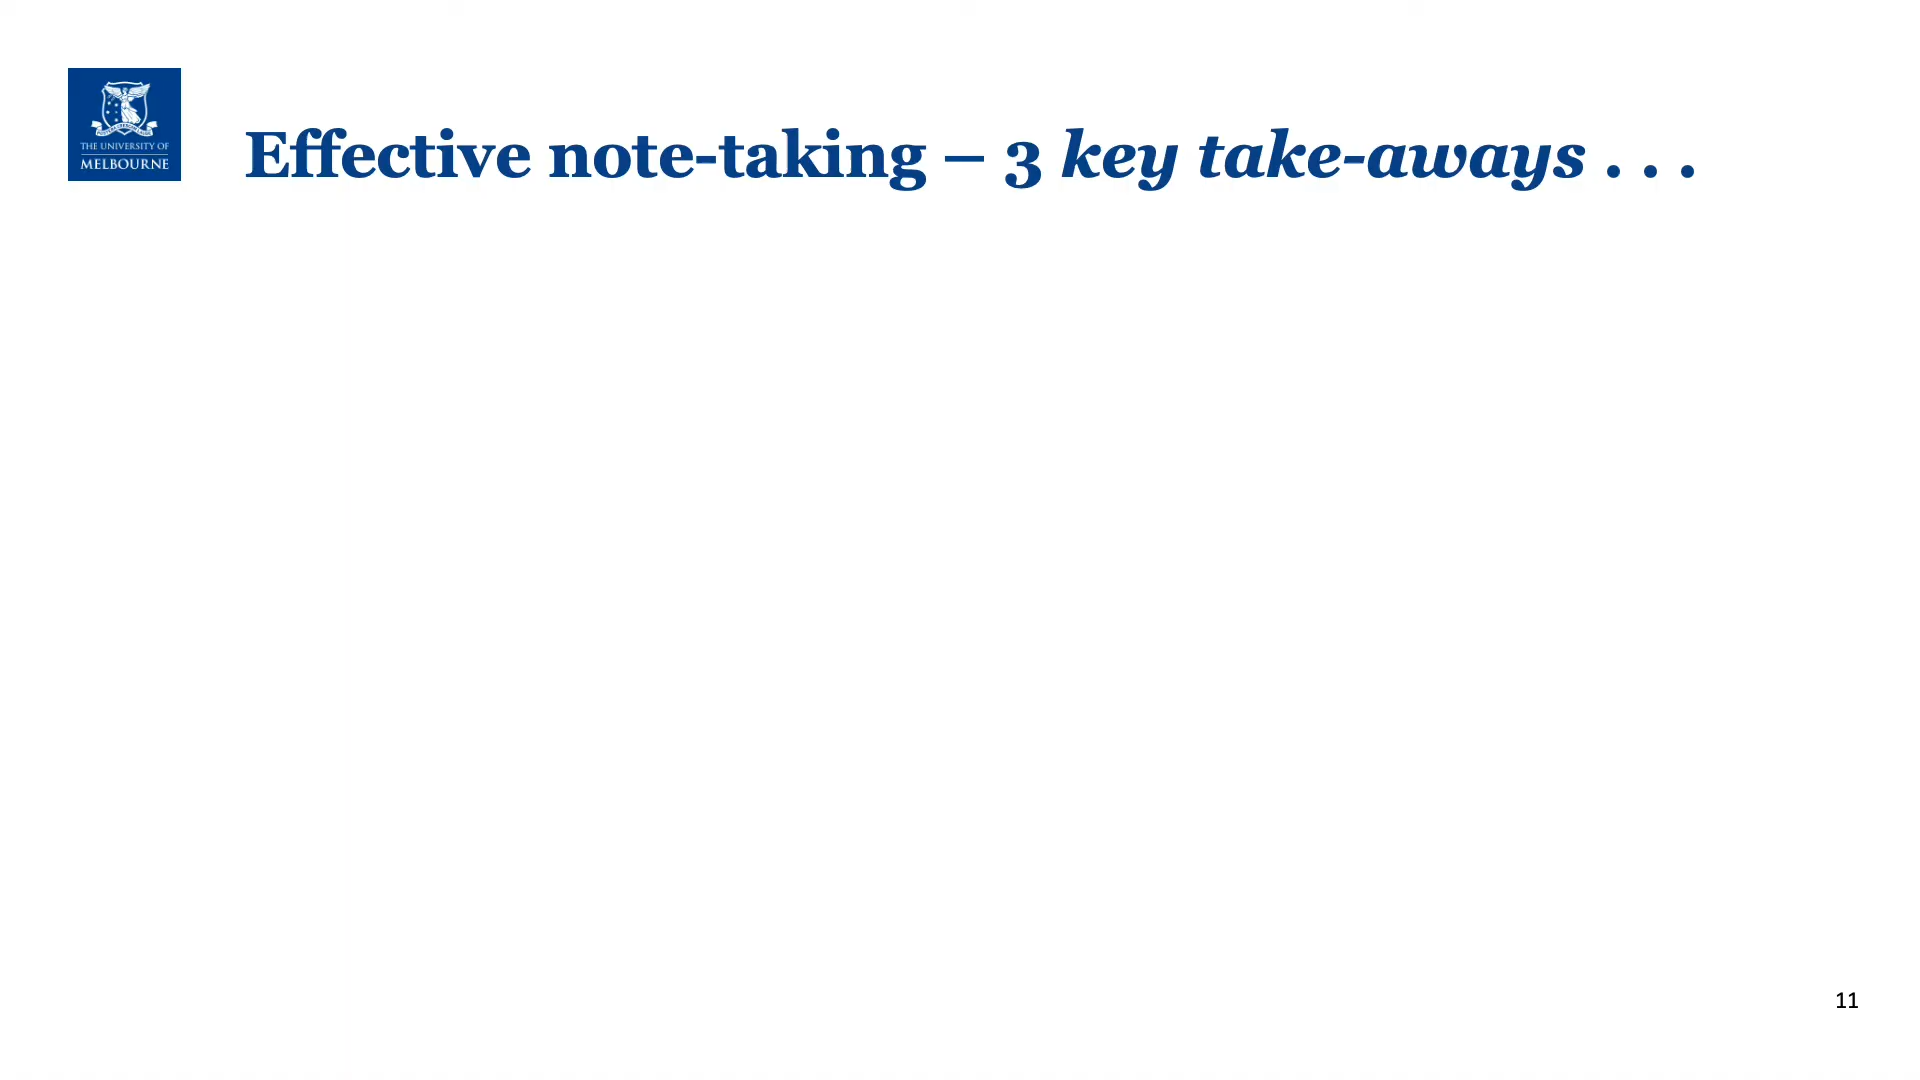 THE UNIVERSITY OF
MELBOURNE
Effective note-taking – 3 key take-aways . . .
11